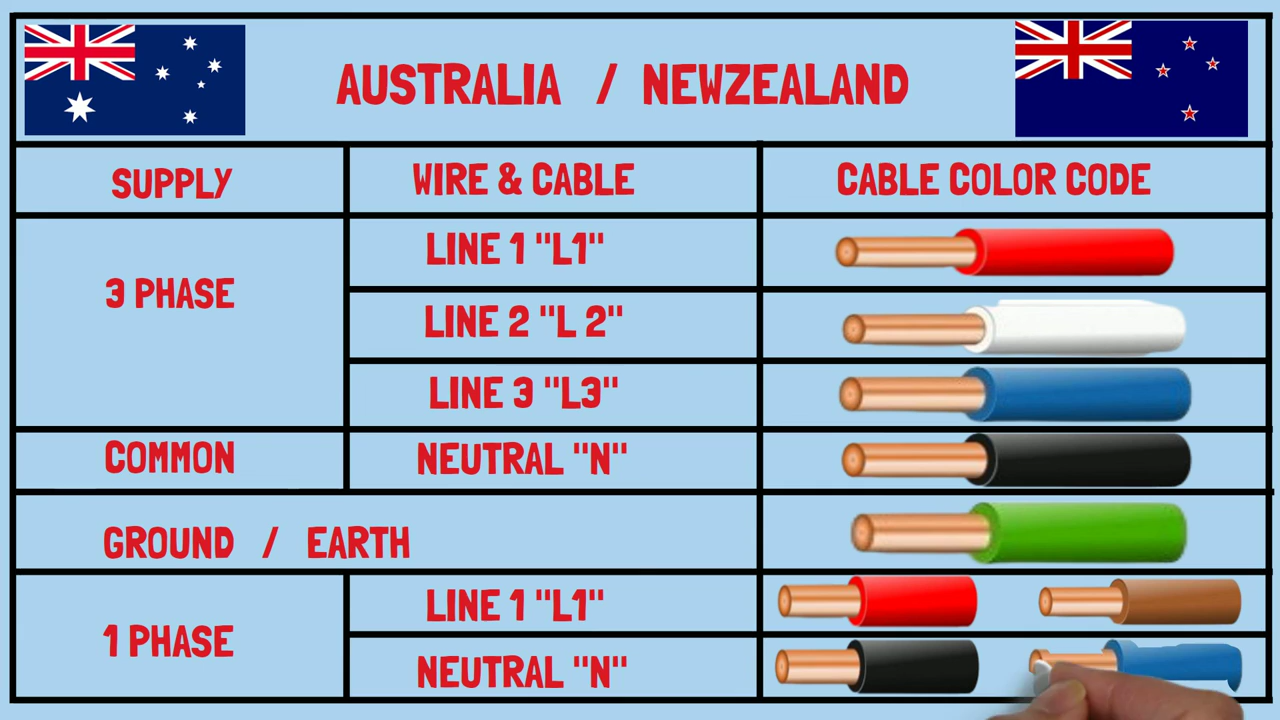 AUSTRALIA / NEWZEALAND
SUPPLY
WIRE & CABLE
CABLE COLOR CODE
3 PHASE
LINE 1 "L1"
LINE 2 "L 2"
LINE 3 "L3"
COMMON
NEUTRAL "N"
GROUND / EARTH
1 PHASE
LINE 1 "L1"
NEUTRAL "N"